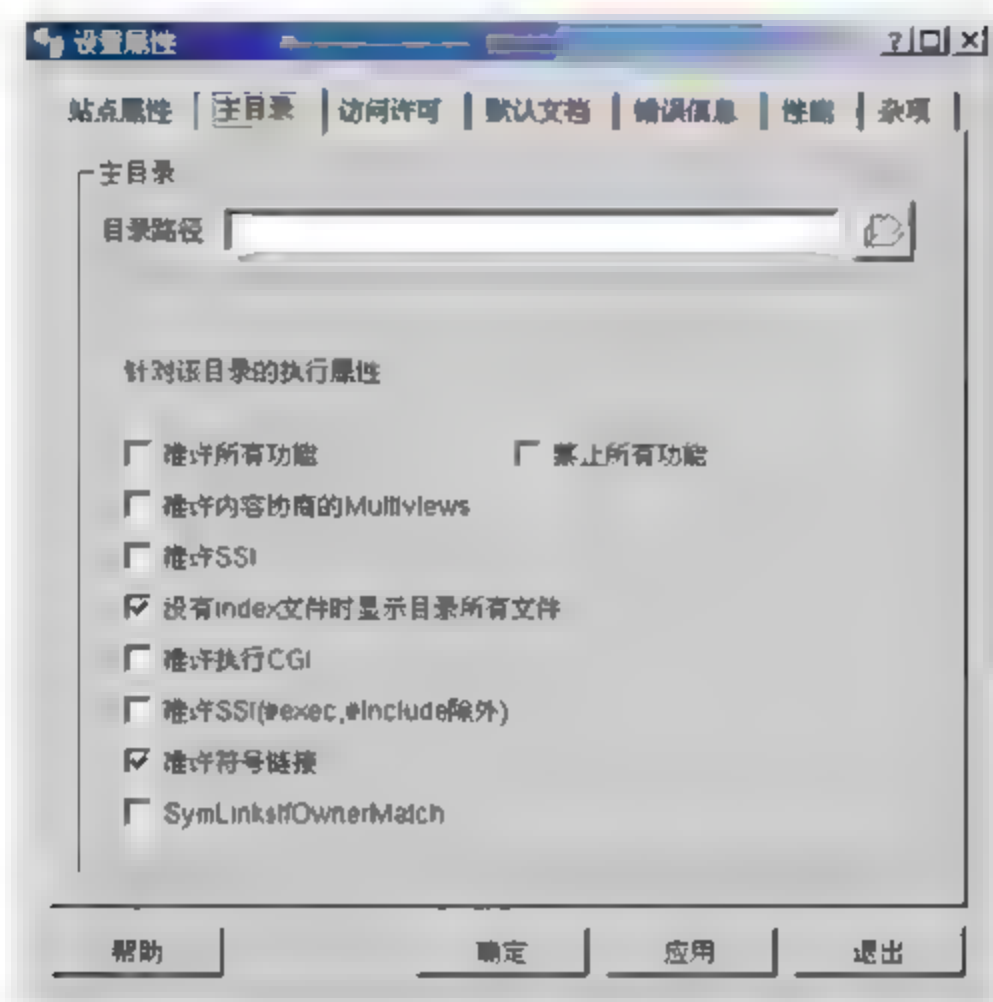 设置属性
站点属性 主目录 访问许可 默认文档 错误信息 性能 杂项
主目录
目录路径
针对该目录的执行属性
准许所有功能 禁止所有功能
准许内容协商的Multiviews
准许SSI
没有index文件时显示目录所有文件
准许执行CGI
准许SSI(#exec,#include除外)
准许符号链接
SymLinksIfOwnerMatch
帮助 确定 应用 退出